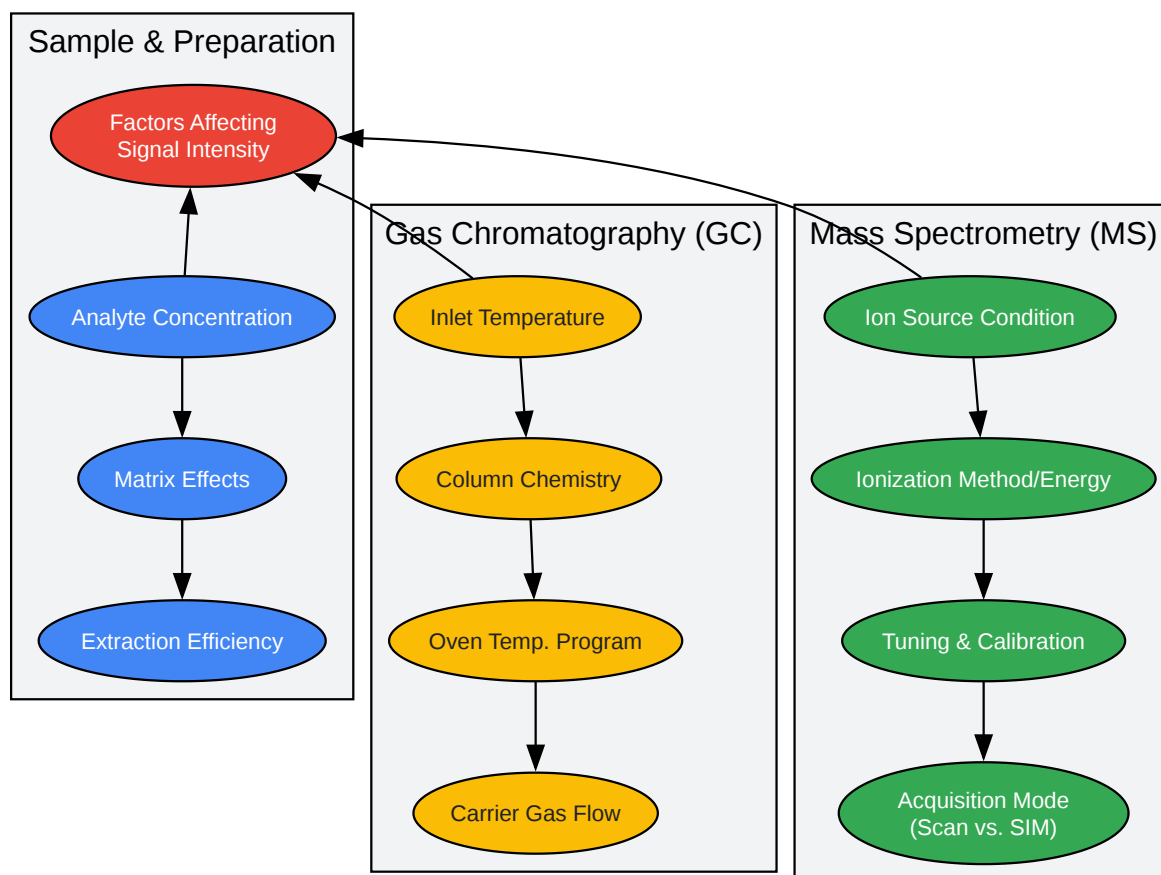 Sample & Preparation
Factors Affecting
Signal Intensity
Analyte Concentration
Matrix Effects
Extraction Efficiency
Gas Chromatography (GC)
Inlet Temperature
Column Chemistry
Oven Temp. Program
Carrier Gas Flow
Mass Spectrometry (MS)
Ion Source Condition
Ionization Method/Energy
Tuning & Calibration
Acquisition Mode
(Scan vs. SIM)